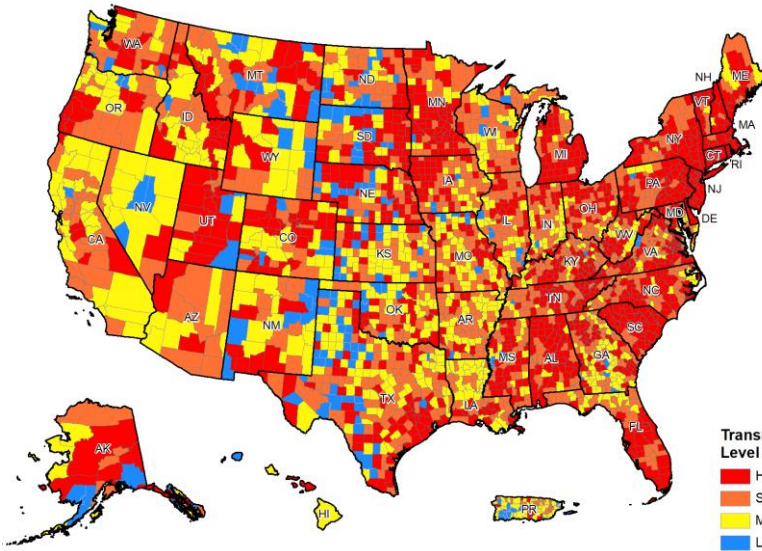 WA
MT
ND
MN
OR
ID
SD
WI
MI
WY
NE
IA
NV
UT
CO
KS
MO
IL
IN
OH
CA
AZ
NM
OK
AR
KY
TN
TX
LA
MS
AL
GA
SC
NC
VA
WV
PA
NY
VT
NH
ME
MA
CT
RI
NJ
DE
MD
FL
AK
HI
PR
Transi
Level
H
S
M
L